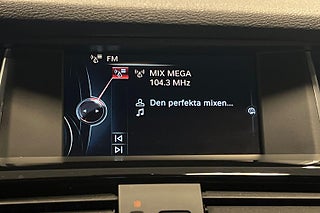 FM
MIX MEGA
104.3 MHz
Den perfekta mixen...